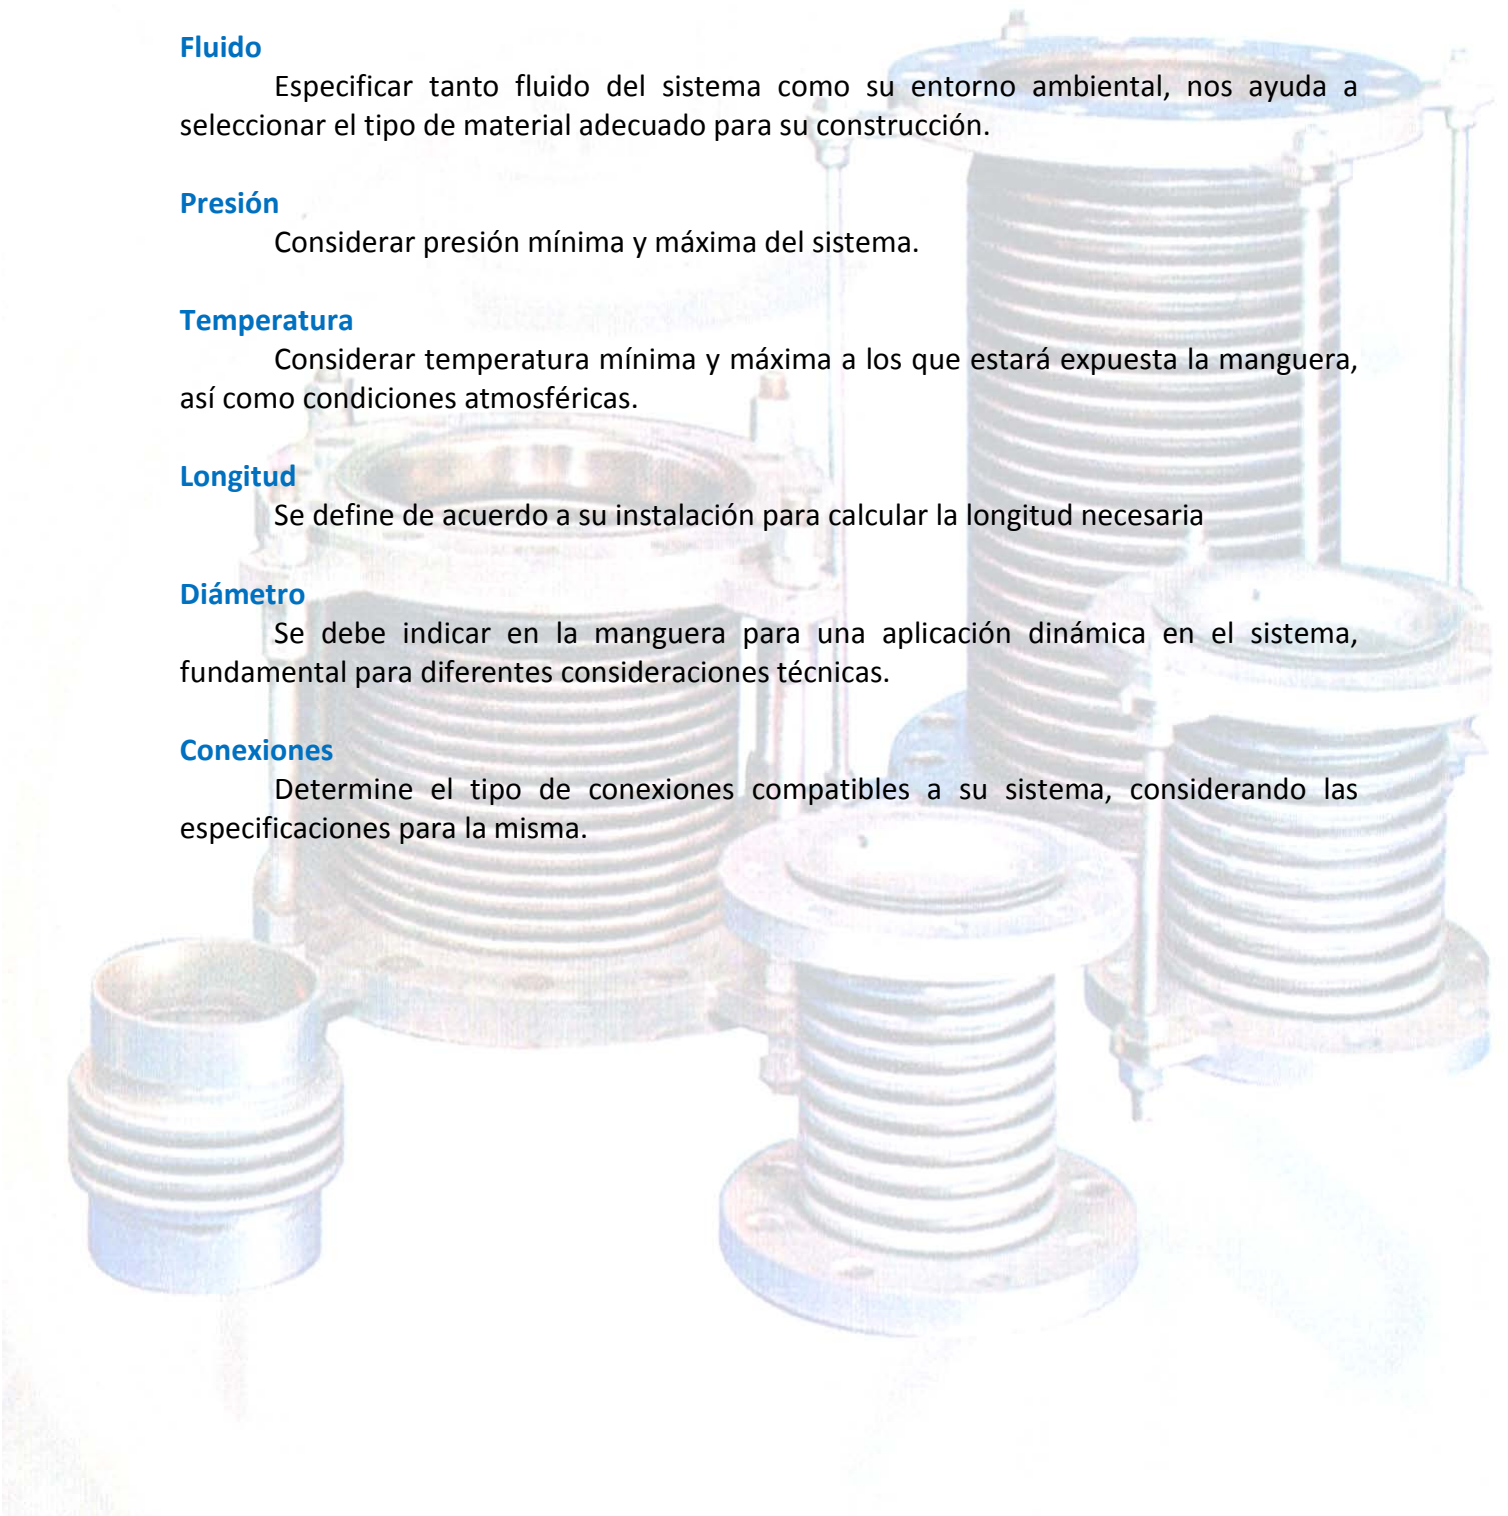 Fluido
Especificar tanto fluido del sistema como su entorno ambiental, nos ayuda a
seleccionar el tipo de material adecuado para su construcción.
Presión
Considerar presión mínima y máxima del sistema.
Temperatura
Considerar temperatura mínima y máxima a los que estará expuesta la manguera,
así como condiciones atmosféricas.
Longitud
Se define de acuerdo a su instalación para calcular la longitud necesaria
Diámetro
Se debe indicar en la manguera para una aplicación dinámica en el sistema,
fundamental para diferentes consideraciones técnicas.
Conexiones
Determine el tipo de conexiones compatibles a su sistema, considerando las
especificaciones para la misma.